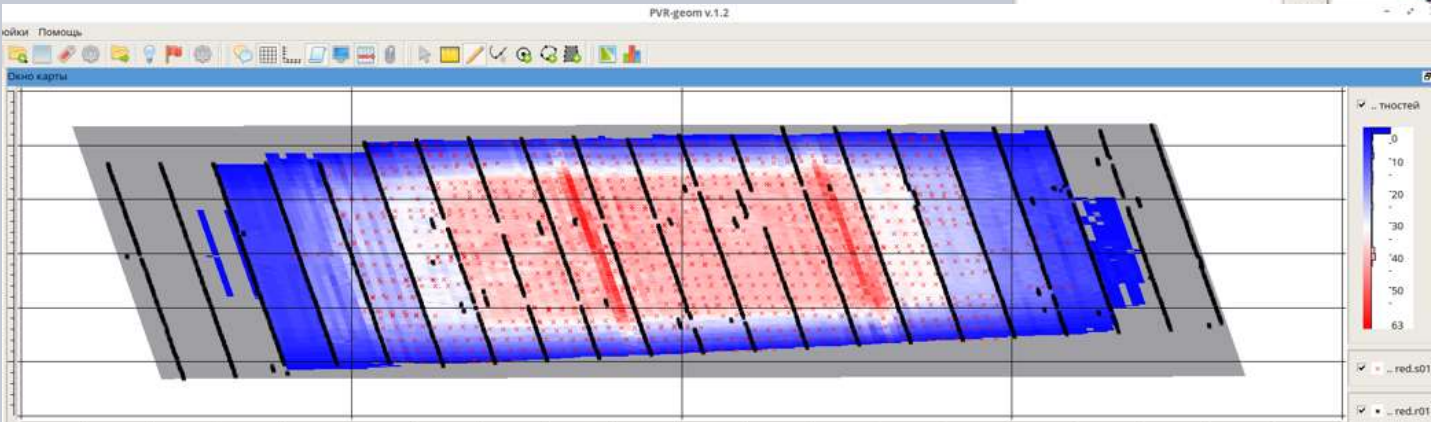 PVR-geom v.1.2
ойки Помощь
Окно карты
.. тностей
0
10
20
30
40
50
63
.. red.s01
.. red.r01